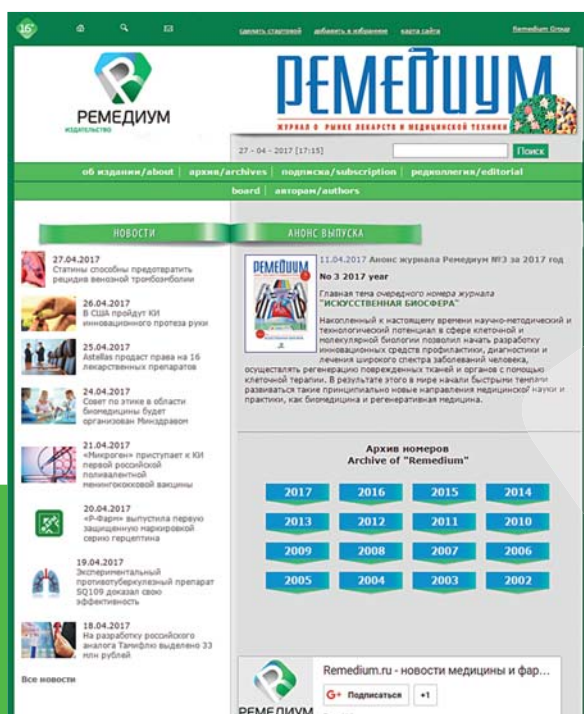 16+
сделать стартовой добавить в избранное карта сайта Remedium Group
РЕМЕДИУМ
ИЗДАТЕЛЬСТВО
РЕМЕДИУМ
ЖУРНАЛ О РЫНКЕ ЛЕКАРСТВ И МЕДИЦИНСКОЙ ТЕХНИКИ
27 - 04 - 2017 [17:15] Поиск
об издании/about | архив/archives | подписка/subscription | редколлегия/editorial
board | авторам/authors
НОВОСТИ
27.04.2017
Статины способны предотвратить
рецидив венозной тромбоэмболии
26.04.2017
В США пройдут КИ
инновационного протеза руки
25.04.2017
Astellas продаст права на 16
лекарственных препаратов
24.04.2017
Совет по этике в области
биомедицины будет
организован Минздравом
21.04.2017
«Микроген» приступает к КИ
первой российской
поливалентной
менингококковой вакцины
20.04.2017
«Р-Фарм» выпустила первую
защищенную маркировкой
серию герцептина
19.04.2017
Экспериментальный
противотуберкулезный препарат
SQ109 доказал свою
эффективность
18.04.2017
На разработку российского
аналога Тамифлю выделено 33
млн рублей
Все новости
АНОНС ВЫПУСКА
РЕМЕДИУМ
11.04.2017 Анонс журнала Ремедиум №3 за 2017 год
No 3 2017 year
Главная тема очередного номера журнала
"ИСКУССТВЕННАЯ БИОСФЕРА"
Накопленный к настоящему времени научно-методический и
технологический потенциал в сфере клеточной и
молекулярной биологии позволил начать разработку
инновационных средств профилактики, диагностики и
лечения широкого спектра заболеваний человека,
осуществлять регенерацию поврежденных тканей и органов с помощью
клеточной терапии. В результате этого в мире начали быстрыми темпами
развиваться такие принципиально новые направления медицинской науки и
практики, как биомедицина и регенеративная медицина.
Архив номеров
Archive of "Remedium"
2017 2016 2015 2014
2013 2012 2011 2010
2009 2008 2007 2006
2005 2004 2003 2002
РЕМЕДИУМ
Remedium.ru - новости медицины и фар...
G+ Подписаться +1